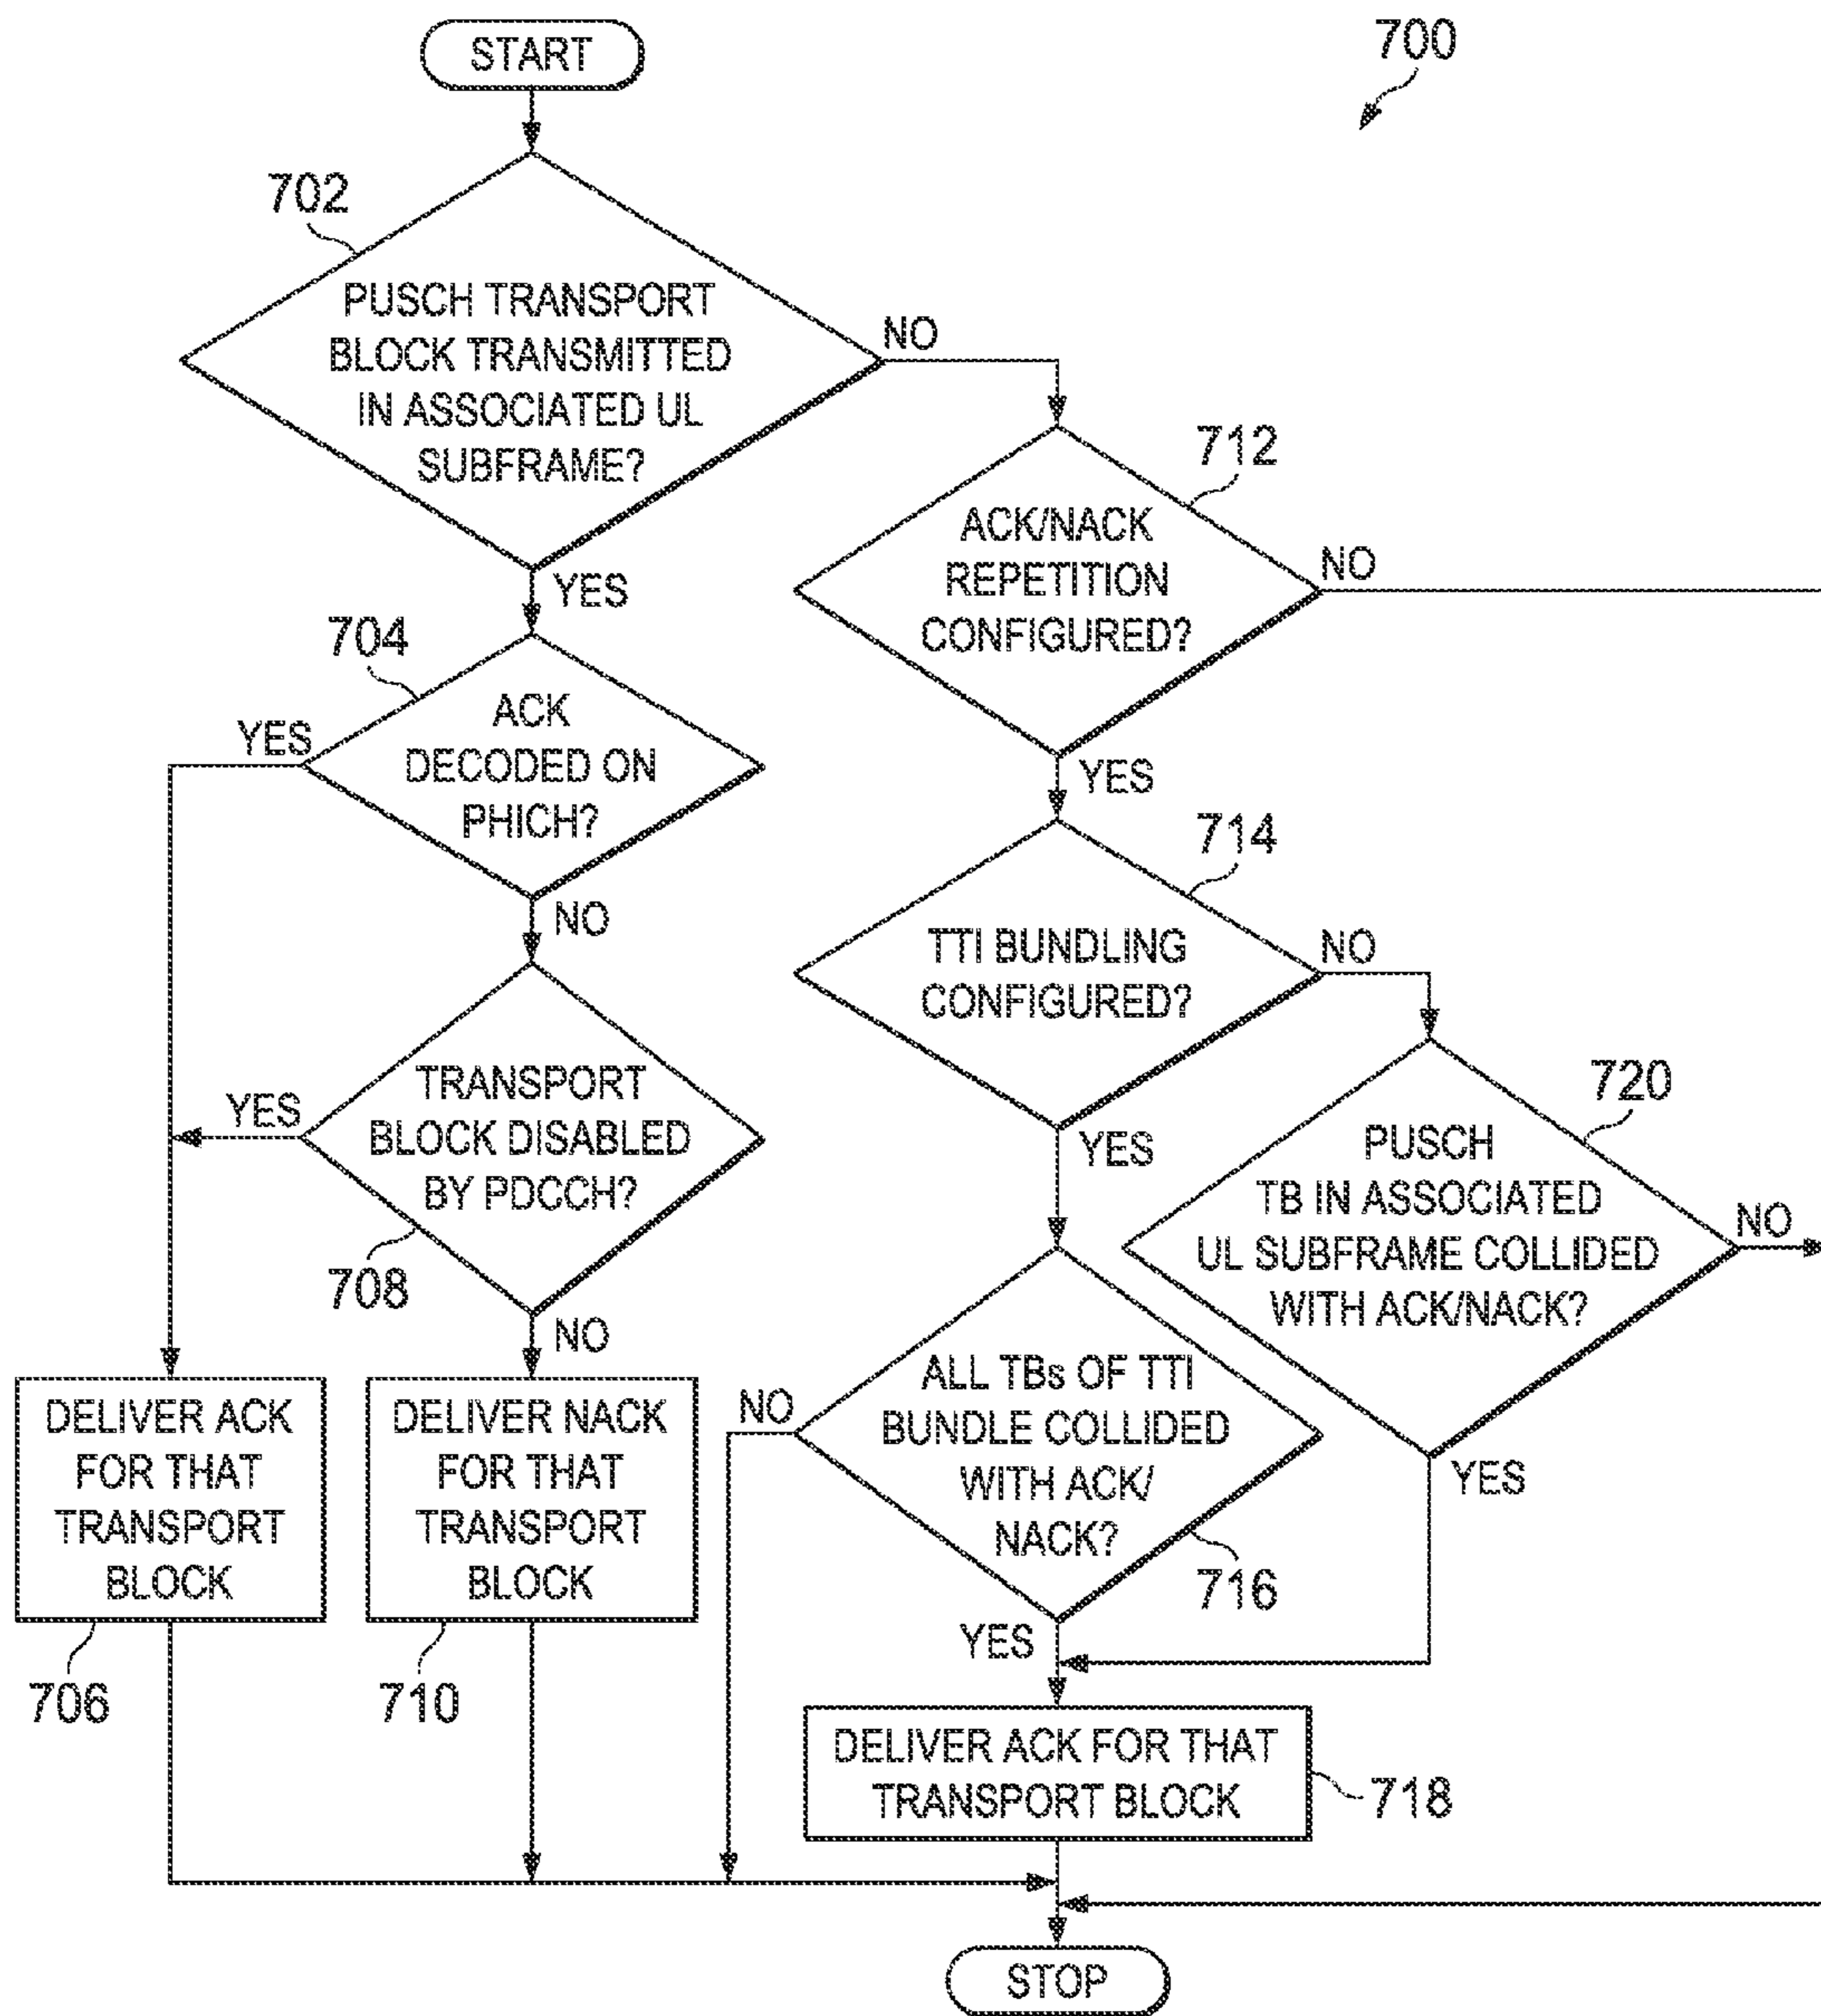 START
700
702
PUSCH TRANSPORT
BLOCK TRANSMITTED
IN ASSOCIATED UL
SUBFRAME?
NO
YES
704
ACK
DECODED ON
PHICH?
YES
NO
TRANSPORT
BLOCK DISABLED
BY PDCCH?
YES
708
NO
DELIVER ACK
FOR THAT
TRANSPORT
BLOCK
706
DELIVER NACK
FOR THAT
TRANSPORT
BLOCK
710
712
ACK/NACK
REPETITION
CONFIGURED?
NO
YES
714
TTI BUNDLING
CONFIGURED?
NO
YES
720
PUSCH
TB IN ASSOCIATED
UL SUBFRAME COLLIDED
WITH ACK/NACK?
NO
YES
ALL TBs OF TTI
BUNDLE COLLIDED
WITH ACK/
NACK?
NO
716
YES
DELIVER ACK FOR THAT
TRANSPORT BLOCK
718
STOP